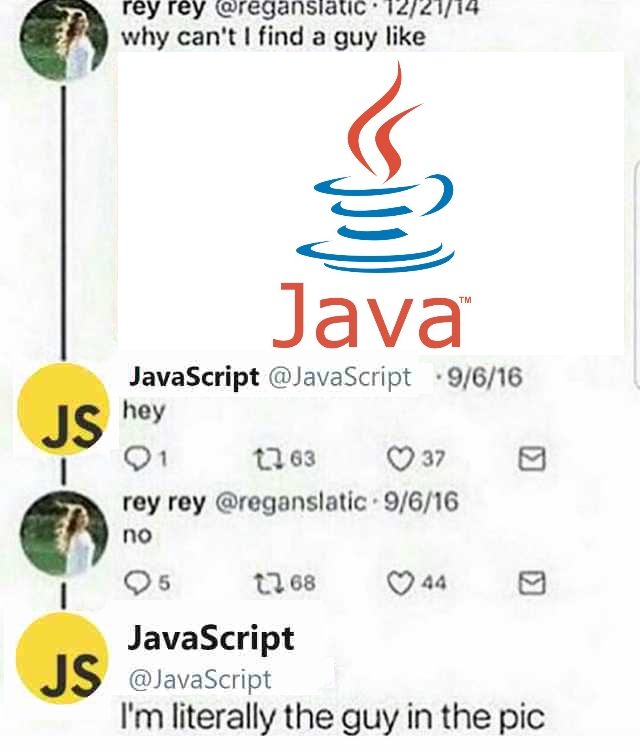 rey rey @reganslatic · 12/21/14
why can't I find a guy like
Java™
JavaScript @JavaScript · 9/6/16
JS
hey
1 63 37
rey rey @reganslatic · 9/6/16
no
5 68 44
JavaScript
JS
@JavaScript
I'm literally the guy in the pic